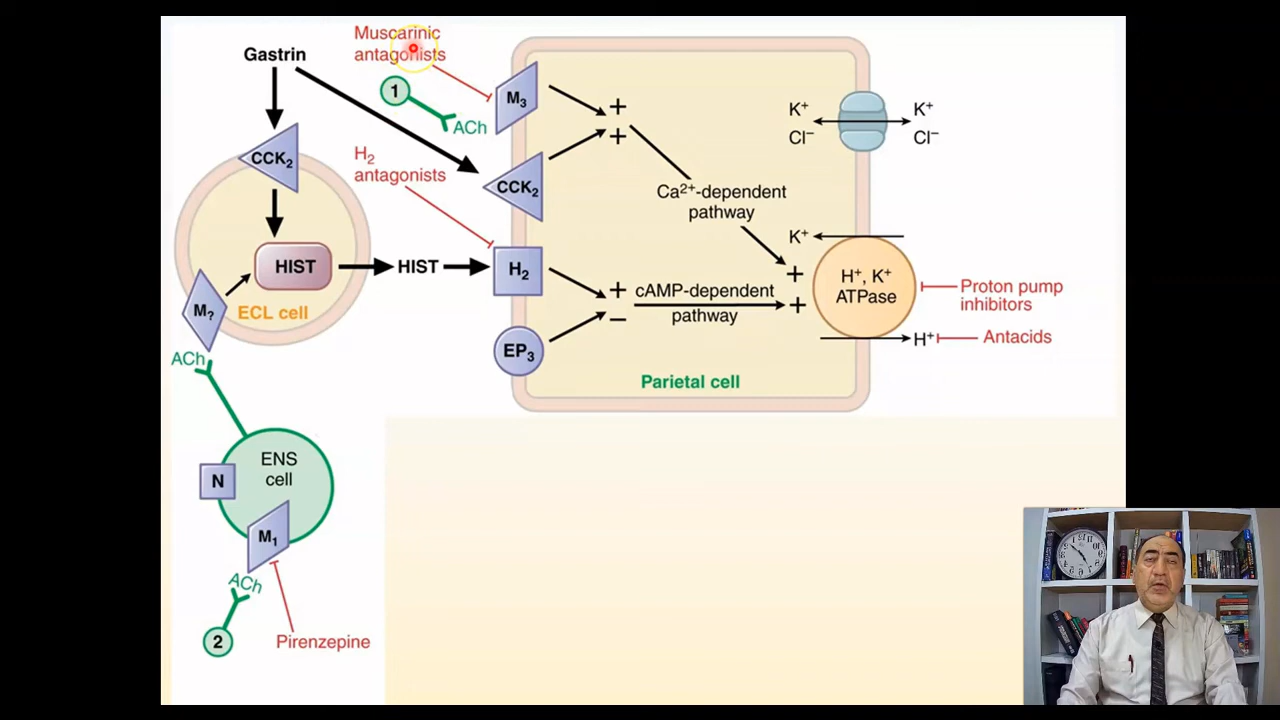 Muscarinic
antagonists
Gastrin
1
ACh
M3
CCK2
H2
antagonists
CCK2
HIST
HIST
H2
M?
ECL cell
EP3
+
+
Ca2+-dependent
pathway
+
−
cAMP-dependent
pathway
+
+
K+ K+
Cl− Cl−
K+
H+, K+
ATPase
H+
Proton pump
inhibitors
Antacids
Parietal cell
ACh
ENS
cell
N
M1
ACh
2
Pirenzepine